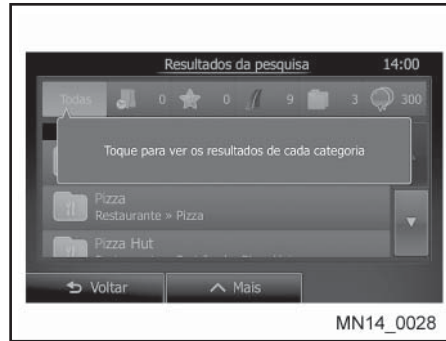 Resultados da pesquisa 14:00
Todas 0 0 9 3 300
Toque para ver os resultados de cada categoria
Pizza
Restaurante » Pizza
Pizza Hut
Voltar Mais
MN14_0028